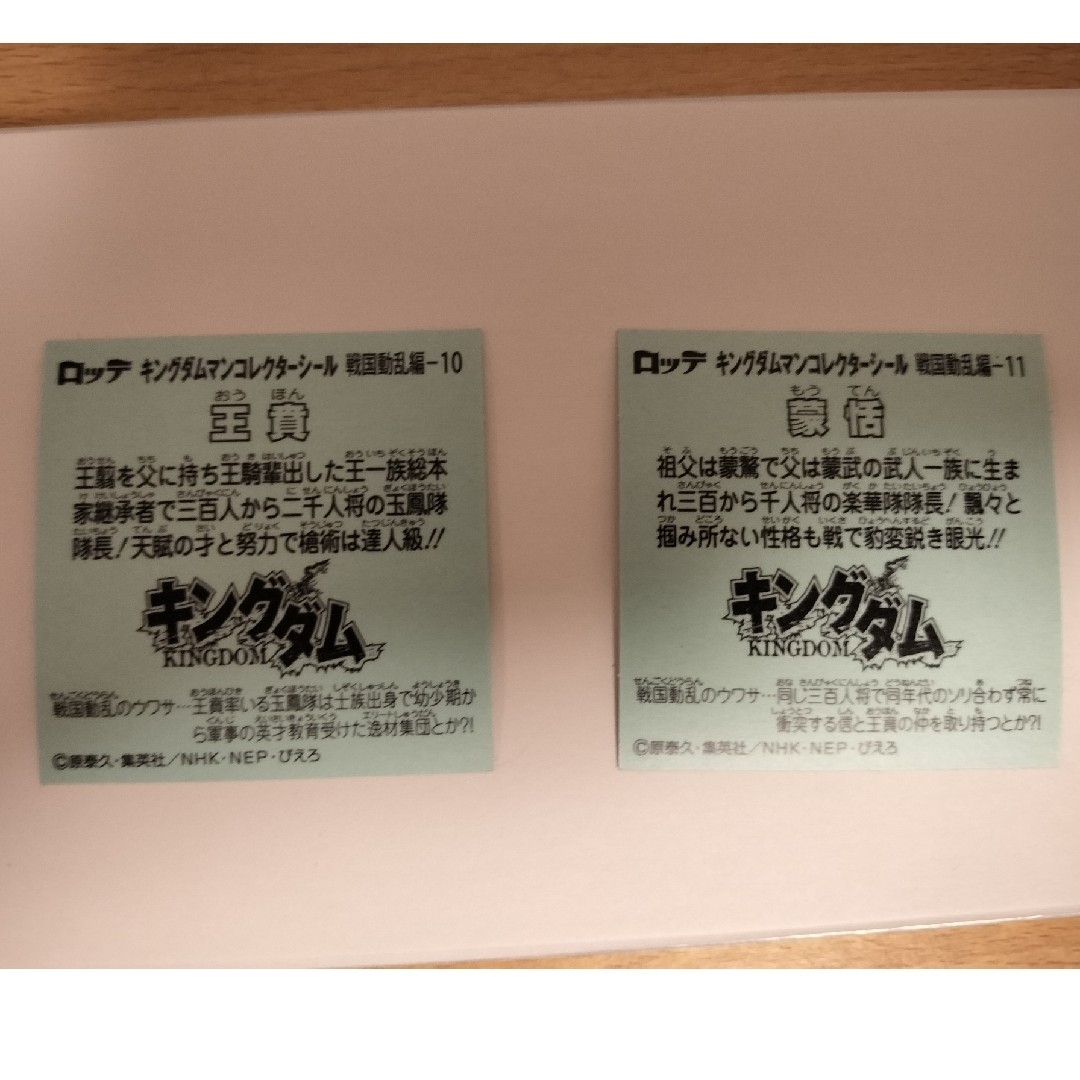 ロッテ キングダムマンコレクターシール 戦国動乱編-10
おう ほん
王賁
王翦を父に持ち王騎輩出した王一族総本
家継承者で三百人から二千人将の玉鳳隊
隊長!天賦の才と努力で槍術は達人級!!
キングダム
KINGDOM
戦国動乱のウワサ…王賁率いる玉鳳隊は士族出身で幼少期か
ら軍事の英才教育受けた逸材集団とか?!
©原泰久・集英社/NHK・NEP・ぴえろ
ロッテ キングダムマンコレクターシール 戦国動乱編-11
もう てん
蒙恬
祖父は蒙驁で父は蒙武の武人一族に生ま
れ三百から千人将の楽華隊隊長!飄々と
掴み所ない性格も戦で豹変鋭き眼光!!
キングダム
KINGDOM
戦国動乱のウワサ…同じ三百人将で同年代のソリ合わず常に
衝突する信と王賁の仲を取り持つとか?!
©原泰久・集英社/NHK・NEP・ぴえろ